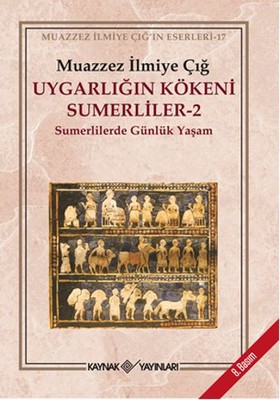 MUAZZEZ İLMİYE ÇIĞ'IN ESERLERİ-17
Muazzez İlmiye Çığ
UYGARLIĞIN KÖKENİ
SUMERLİLER-2
Sumerlilerde Günlük Yaşam
8. Basım
KAYNAK YAYINLARI